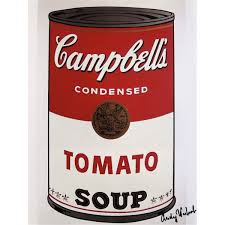 Campbell's
CONDENSED
TOMATO
SOUP
Andy Warhol